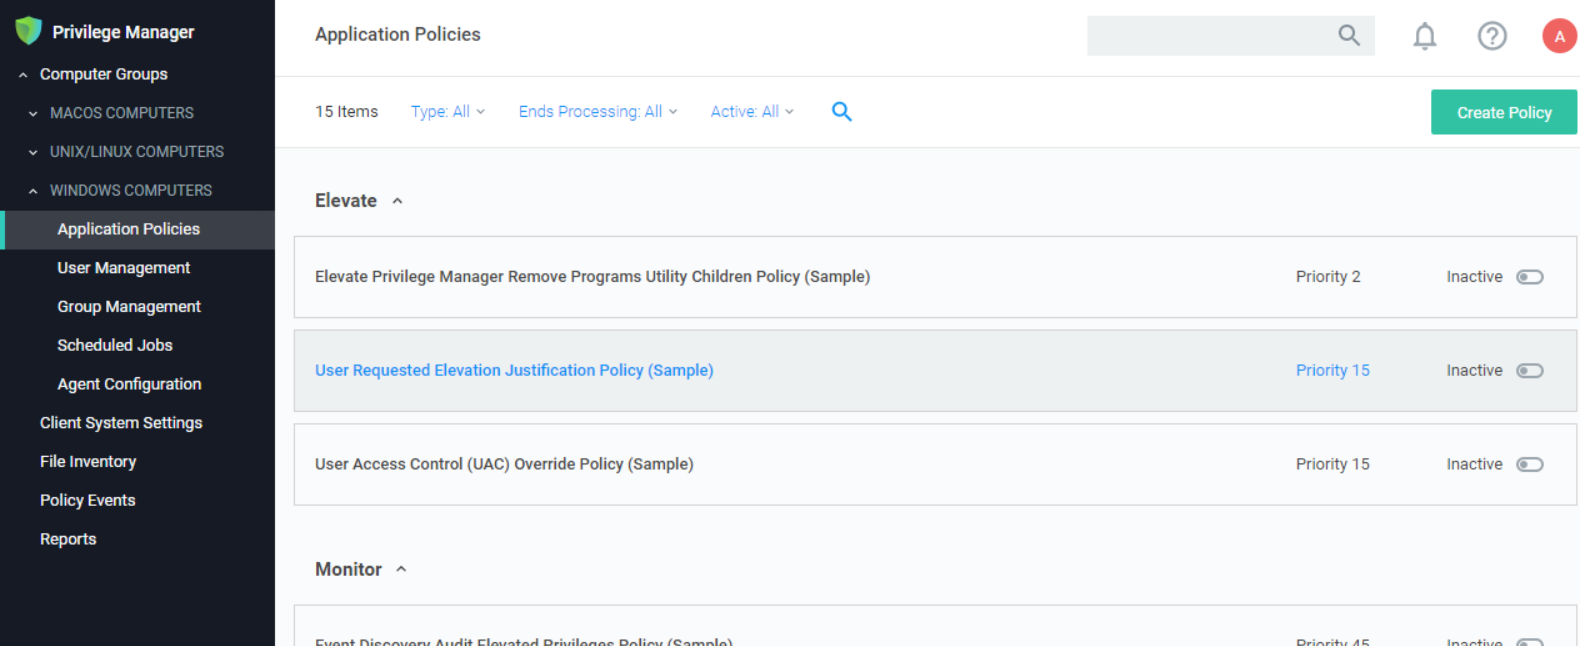 Privilege Manager
Computer Groups
MACOS COMPUTERS
UNIX/LINUX COMPUTERS
WINDOWS COMPUTERS
Application Policies
User Management
Group Management
Scheduled Jobs
Agent Configuration
Client System Settings
File Inventory
Policy Events
Reports
Application Policies
A
15 Items Type: All Ends Processing: All Active: All
Create Policy
Elevate
Elevate Privilege Manager Remove Programs Utility Children Policy (Sample) Priority 2 Inactive
User Requested Elevation Justification Policy (Sample) Priority 15 Inactive
User Access Control (UAC) Override Policy (Sample) Priority 15 Inactive
Monitor
Event Discovery Audit Elevated Privileges Policy (Sample) Priority 45 Inactive